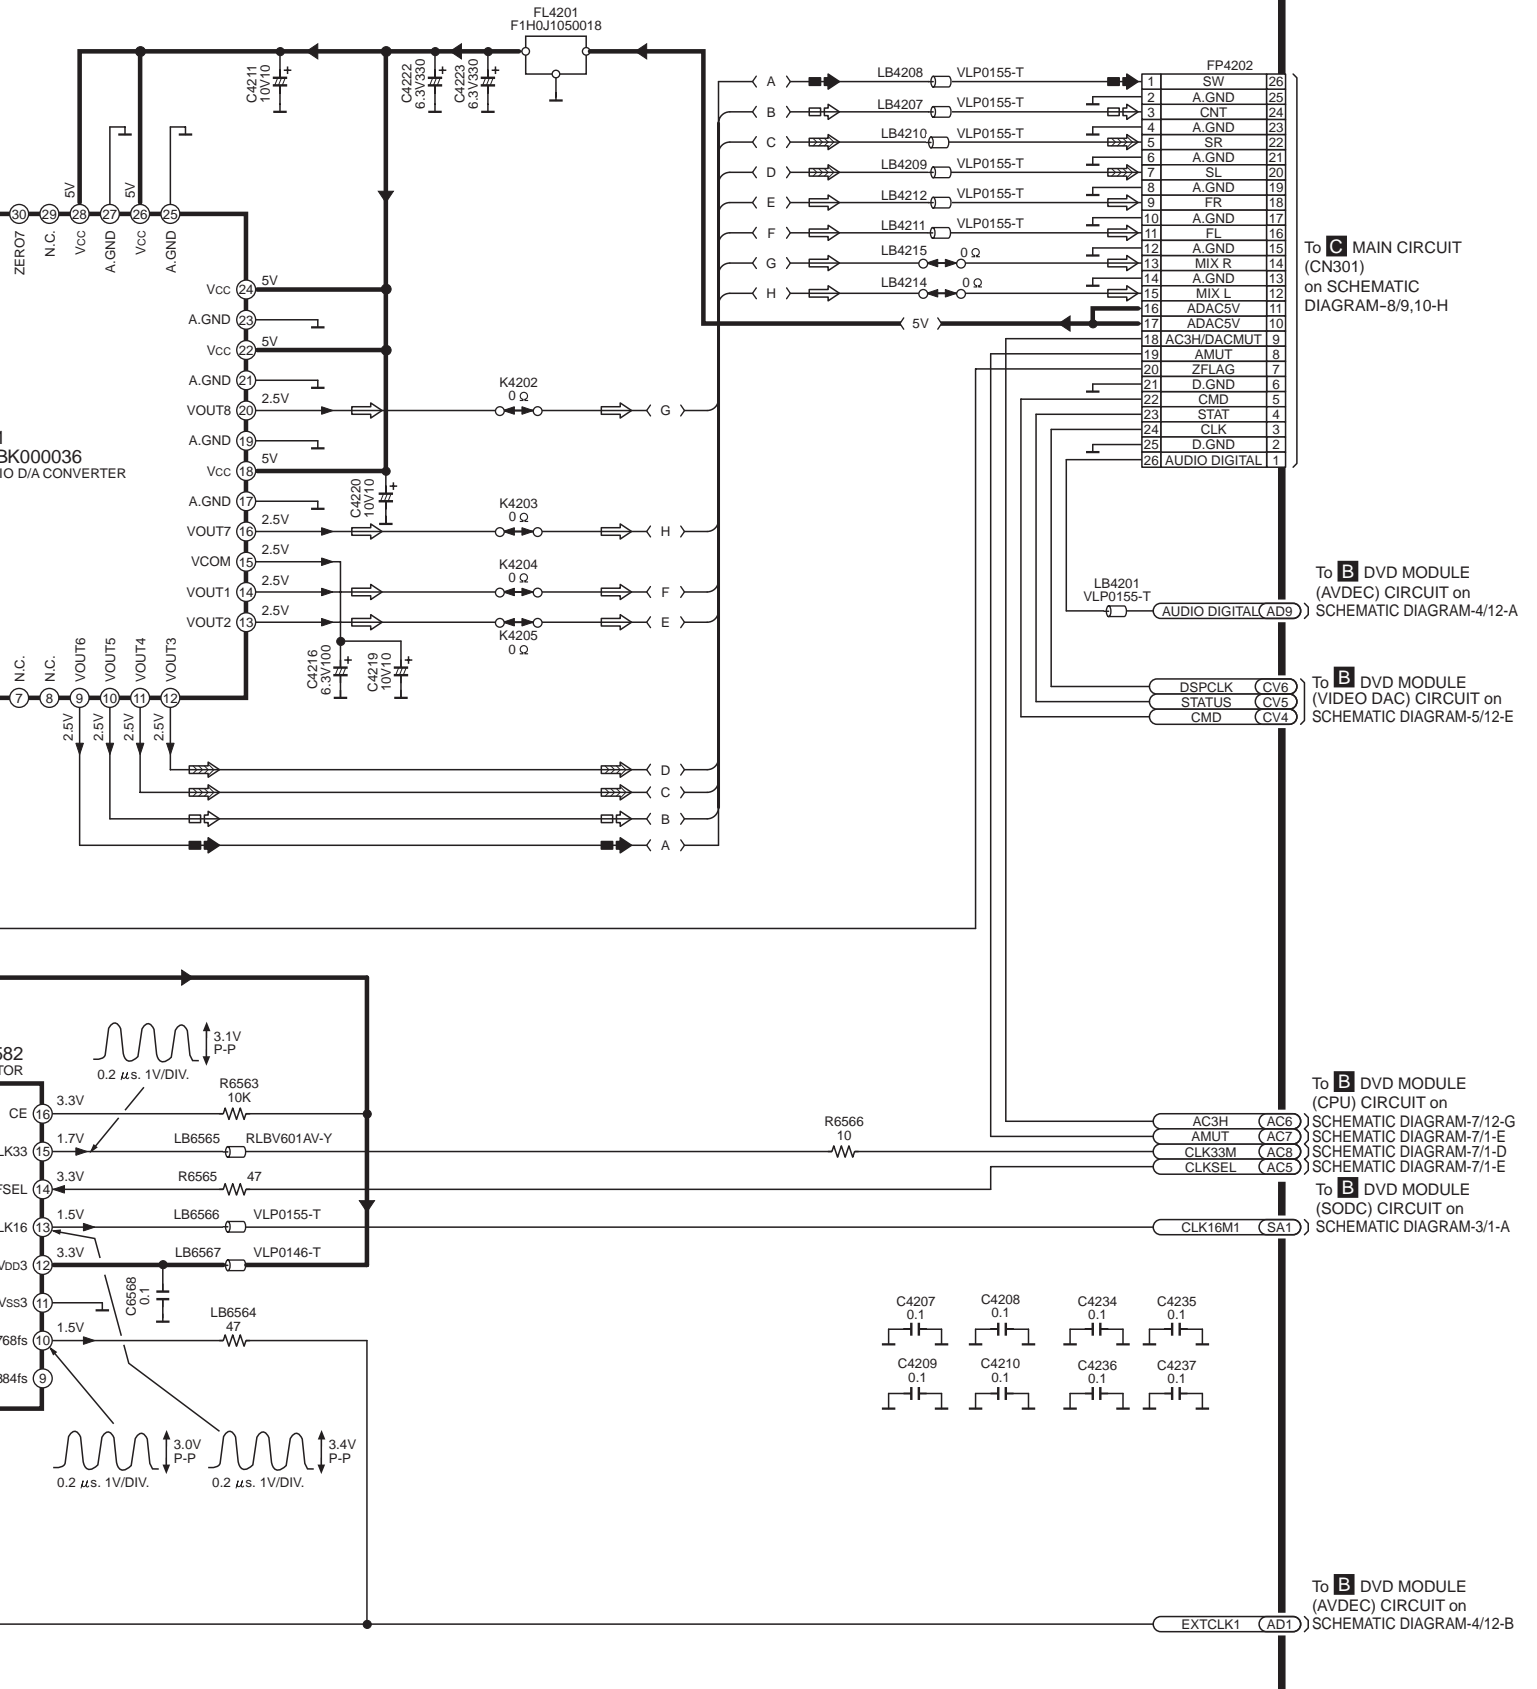 FL4201
F1H0J1050018
C4211
10V10
C4222
6.3V330
C4223
6.3V330
+
+
+
5V
5V
30
29
28
27
26
25
ZERO7
N.C.
Vcc
A.GND
Vcc
A.GND
Vcc 24 5V
A.GND 23
Vcc 22 5V
A.GND 21
VOUT8 20 2.5V
K4202
0 Ω
G
A.GND 19
Vcc 18 5V
BK000036
IO D/A CONVERTER
C4220
10V10
+
A.GND 17
VOUT7 16 2.5V
K4203
0 Ω
H
VCOM 15 2.5V
K4204
0 Ω
VOUT1 14 2.5V
F
VOUT2 13 2.5V
E
K4205
0 Ω
C4216
6.3V100
+
C4219
10V10
+
N.C.
N.C.
VOUT6
VOUT5
VOUT4
VOUT3
7
8
9
10
11
12
2.5V
2.5V
2.5V
2.5V
D
C
B
A
A LB4208 VLP0155-T
B LB4207 VLP0155-T
C LB4210 VLP0155-T
D LB4209 VLP0155-T
E LB4212 VLP0155-T
F LB4211 VLP0155-T
G LB4215 0 Ω
H LB4214 0 Ω
5V
FP4202
1 SW 26
2 A.GND 25
3 CNT 24
4 A.GND 23
5 SR 22
6 A.GND 21
7 SL 20
8 A.GND 19
9 FR 18
10 A.GND 17
11 FL 16
12 A.GND 15
13 MIX R 14
14 A.GND 13
15 MIX L 12
16 ADAC5V 11
17 ADAC5V 10
18 AC3H/DACMUT 9
19 AMUT 8
20 ZFLAG 7
21 D.GND 6
22 CMD 5
23 STAT 4
24 CLK 3
25 D.GND 2
26 AUDIO DIGITAL 1
To C MAIN CIRCUIT
(CN301)
on SCHEMATIC
DIAGRAM-8/9,10-H
LB4201
VLP0155-T
AUDIO DIGITAL AD9
To B DVD MODULE
(AVDEC) CIRCUIT on
SCHEMATIC DIAGRAM-4/12-A
DSPCLK CV6
STATUS CV5
CMD CV4
To B DVD MODULE
(VIDEO DAC) CIRCUIT on
SCHEMATIC DIAGRAM-5/12-E
3.1V
P-P
0.2 μs. 1V/DIV.
582
TOR
CE 16 3.3V
R6563
10K
LK33 15 1.7V
LB6565 RLBV601AV-Y
R6566
10
FSEL 14 3.3V
R6565 47
LK16 13 1.5V
LB6566 VLP0155-T
VDD3 12 3.3V
LB6567 VLP0146-T
C6568
0.1
VSS3 11
768fs 10 1.5V
LB6564
47
384fs 9
3.0V
P-P
0.2 μs. 1V/DIV.
3.4V
P-P
0.2 μs. 1V/DIV.
To B DVD MODULE
(CPU) CIRCUIT on
AC3H AC6 SCHEMATIC DIAGRAM-7/12-G
AMUT AC7 SCHEMATIC DIAGRAM-7/1-E
CLK33M AC8 SCHEMATIC DIAGRAM-7/1-D
CLKSEL AC5 SCHEMATIC DIAGRAM-7/1-E
To B DVD MODULE
(SODC) CIRCUIT on
CLK16M1 SA1 SCHEMATIC DIAGRAM-3/1-A
C4207
0.1
C4208
0.1
C4234
0.1
C4235
0.1
C4209
0.1
C4210
0.1
C4236
0.1
C4237
0.1
To B DVD MODULE
(AVDEC) CIRCUIT on
EXTCLK1 AD1 SCHEMATIC DIAGRAM-4/12-B